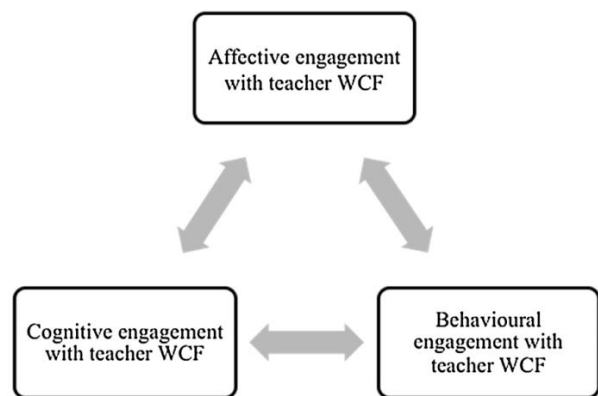 Affective engagement
with teacher WCF
Cognitive engagement
with teacher WCF
Behavioural
engagement with
teacher WCF